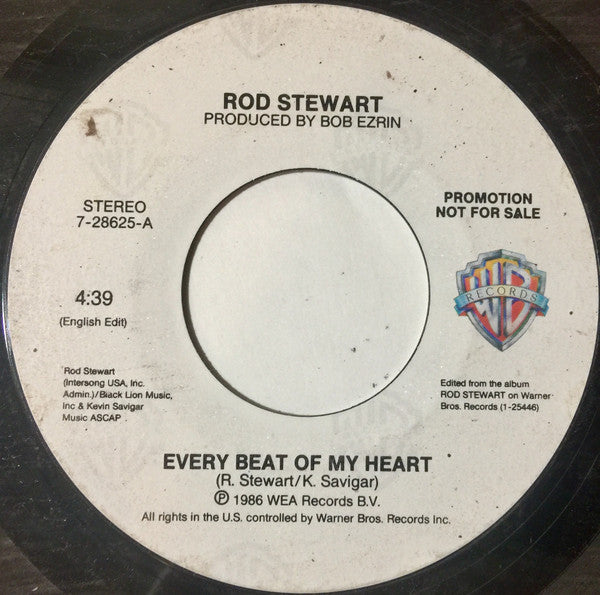 ROD STEWART
PRODUCED BY BOB EZRIN
STEREO
7-28625-A
PROMOTION
NOT FOR SALE
4:39
(English Edit)
WB
RECORDS
Rod Stewart
(Intersong USA, Inc.
Admin.)/Black Lion Music,
Inc & Kevin Savigar
Music ASCAP
Edited from the album
ROD STEWART on Warner
Bros. Records (1-25446)
EVERY BEAT OF MY HEART
(R. Stewart/K. Savigar)
℗ 1986 WEA Records B.V.
All rights in the U.S. controlled by Warner Bros. Records Inc.